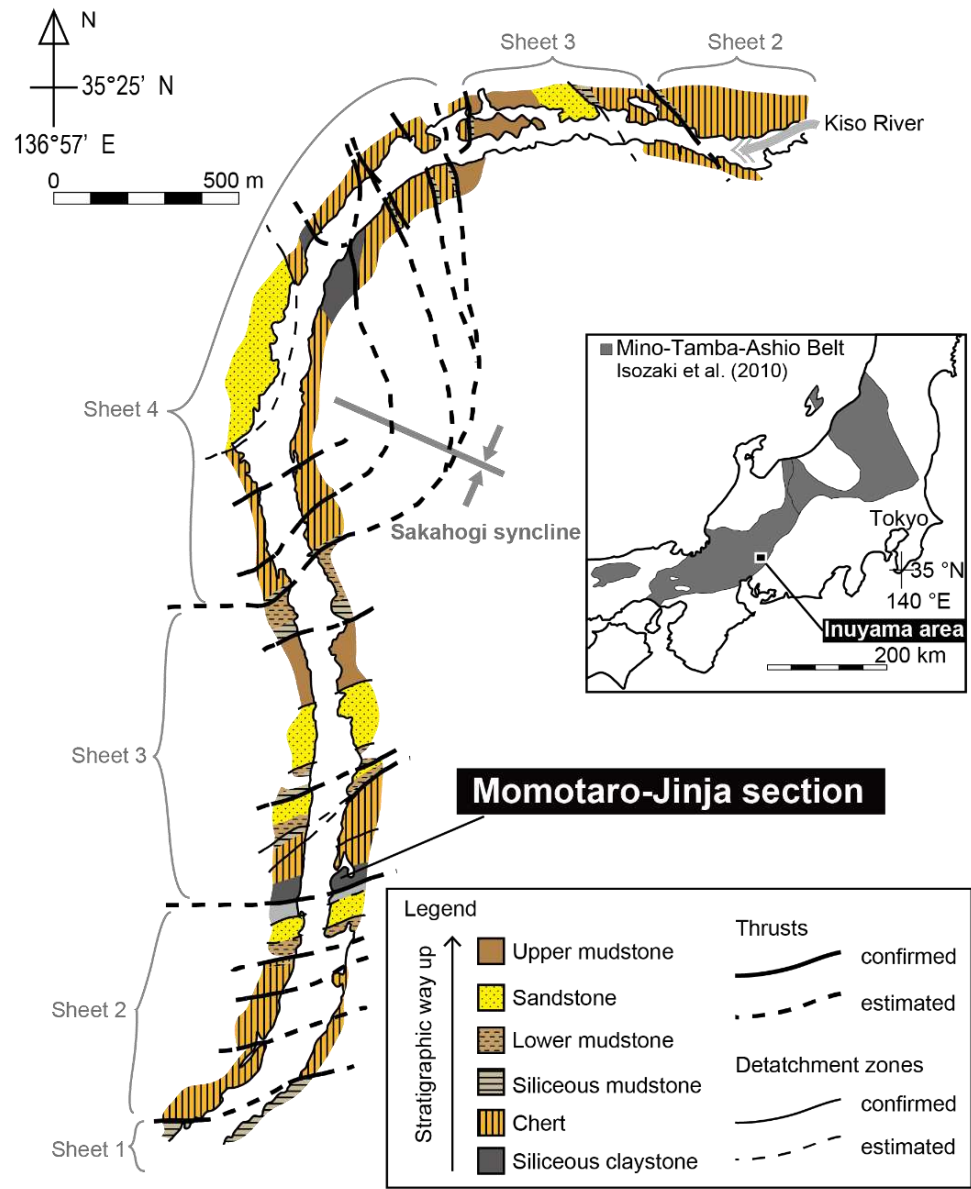 N
35°25' N
136°57' E
0 500 m
Sheet 3
Sheet 2
Kiso River
Sheet 4
Sakahogi syncline
Mino-Tamba-Ashio Belt
Isozaki et al. (2010)
Tokyo
35 °N
140 °E
Inuyama area
200 km
Sheet 3
Momotaro-Jinja section
Sheet 2
Sheet 1
Legend
Stratigraphic way up
Upper mudstone
Sandstone
Lower mudstone
Siliceous mudstone
Chert
Siliceous claystone
Thrusts
confirmed
estimated
Detatchment zones
confirmed
estimated